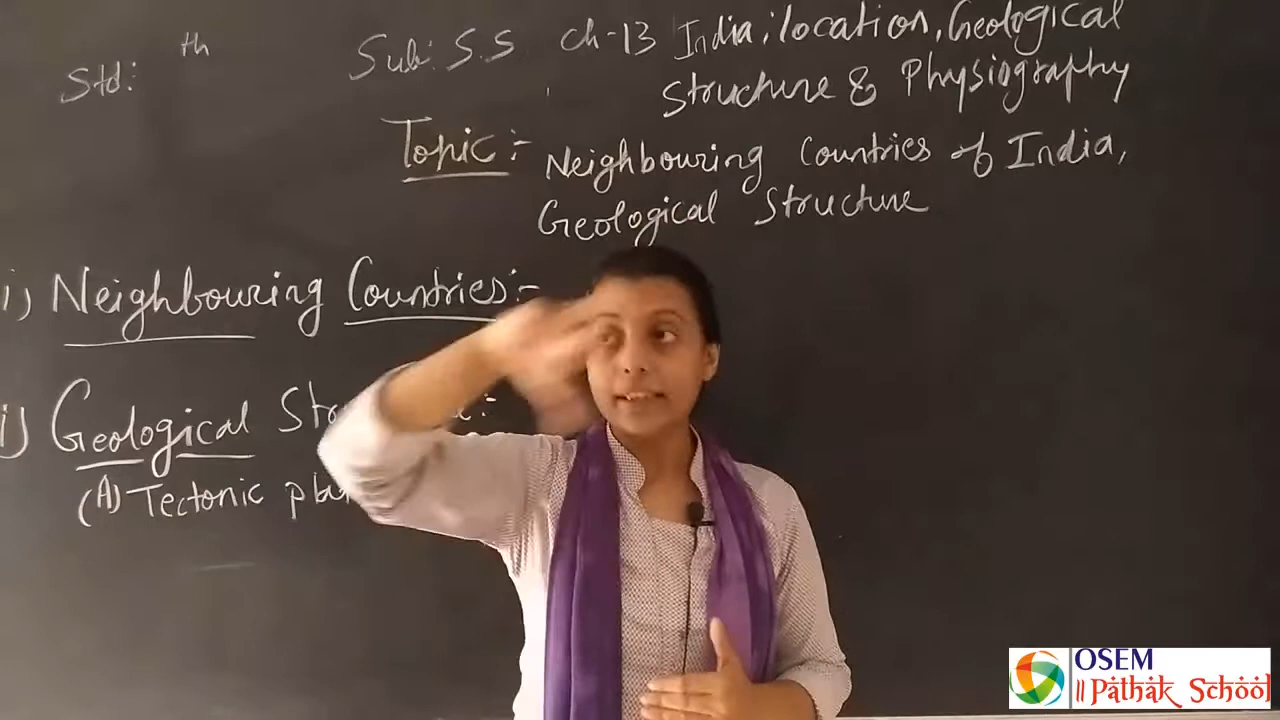 Std: th Sub: S.S ch-13 India; location, Geological
Structure & Physiography
Topic:- Neighbouring Countries of India,
Geological Structure
i) Neighbouring Countries:-
i) Geological
(A) Tectonic
OSEM
॥ Pathak School